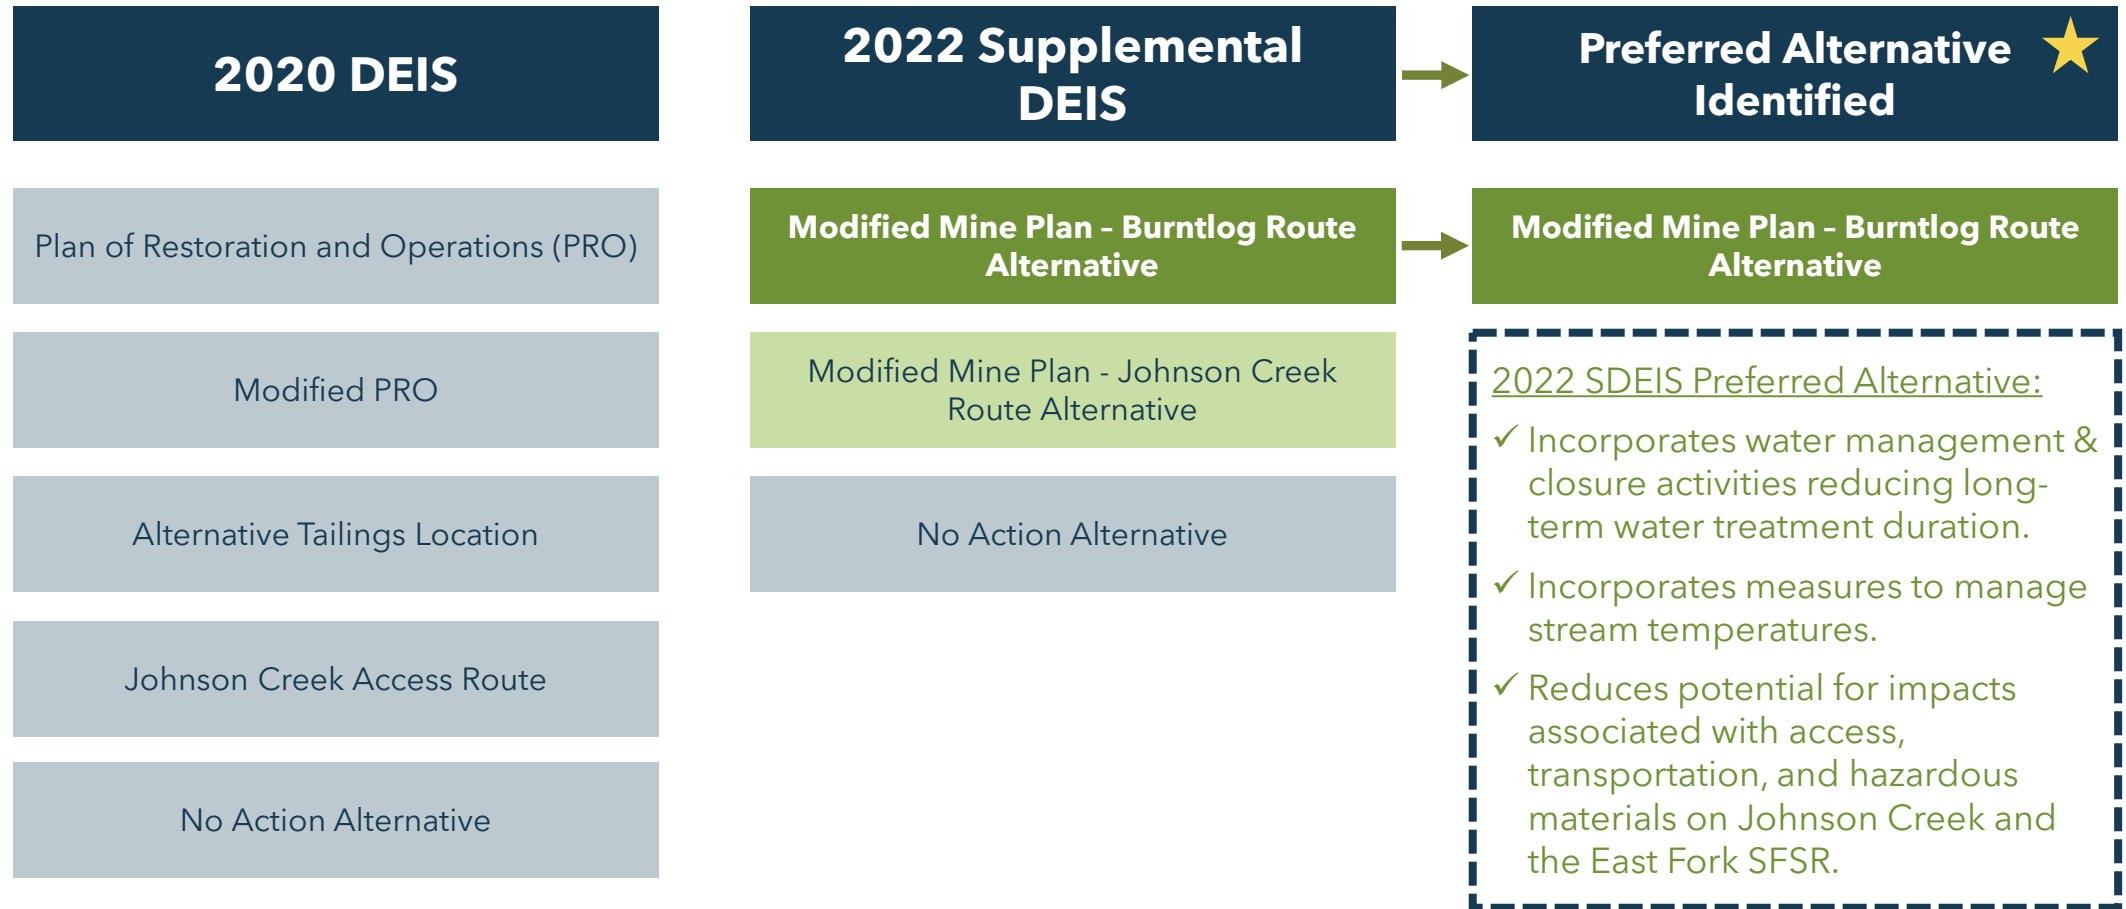 2020 DEIS
Plan of Restoration and Operations (PRO)
Modified PRO
Alternative Tailings Location
Johnson Creek Access Route
No Action Alternative
2022 Supplemental
DEIS
Modified Mine Plan – Burntlog Route
Alternative
Modified Mine Plan - Johnson Creek
Route Alternative
No Action Alternative
Preferred Alternative
Identified
Modified Mine Plan – Burntlog Route
Alternative
2022 SDEIS Preferred Alternative:
✓ Incorporates water management &
closure activities reducing long-
term water treatment duration.
✓ Incorporates measures to manage
stream temperatures.
✓ Reduces potential for impacts
associated with access,
transportation, and hazardous
materials on Johnson Creek and
the East Fork SFSR.